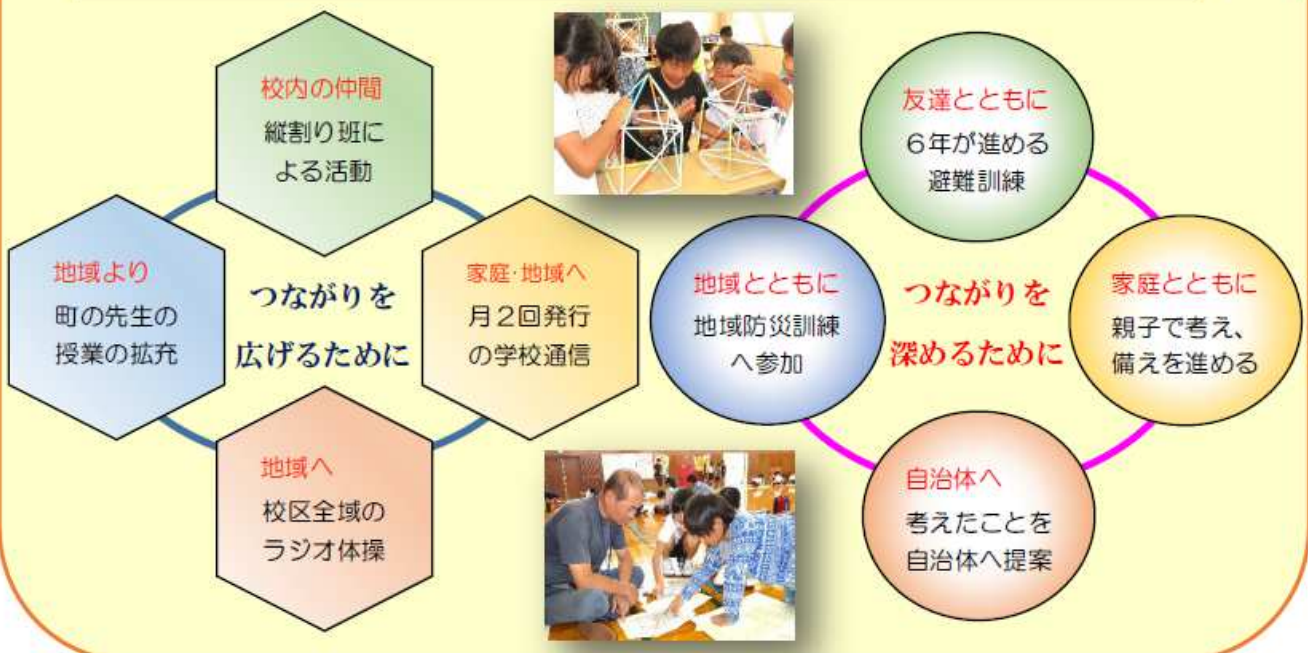 校内の仲間
縦割り班に
よる活動
地域より
町の先生の
授業の拡充
つながりを
広げるために
家庭・地域へ
月２回発行
の学校通信
地域へ
校区全域の
ラジオ体操
友達とともに
６年が進める
避難訓練
地域とともに
地域防災訓練
へ参加
つながりを
深めるために
家庭とともに
親子で考え、
備えを進める
自治体へ
考えたことを
自治体へ提案